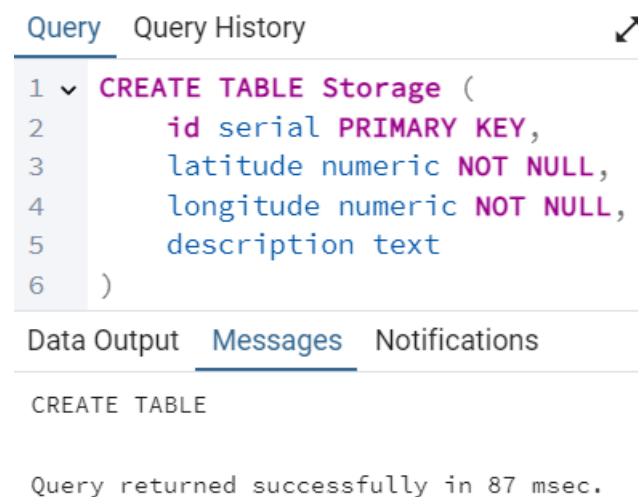 Query Query History
1 CREATE TABLE Storage (
2 id serial PRIMARY KEY,
3 latitude numeric NOT NULL,
4 longitude numeric NOT NULL,
5 description text
6 )
Data Output Messages Notifications
CREATE TABLE
Query returned successfully in 87 msec.